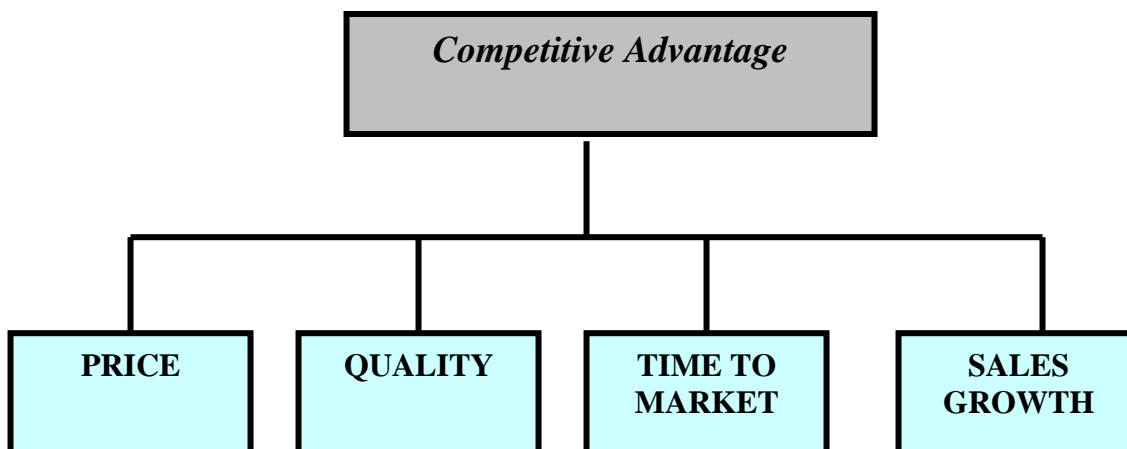 Competitive Advantage
PRICE
QUALITY
TIME TO
MARKET
SALES
GROWTH